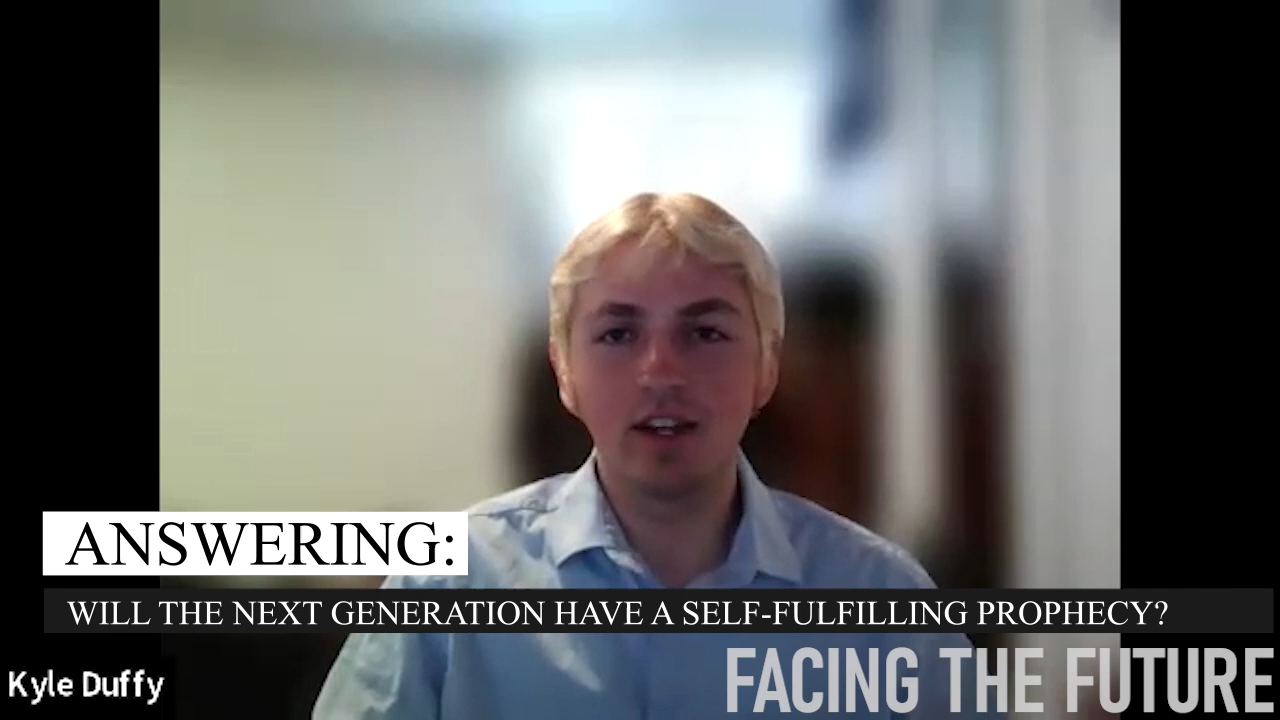 ANSWERING:
WILL THE NEXT GENERATION HAVE A SELF-FULFILLING PROPHECY?
Kyle Duffy
FACING THE FUTURE